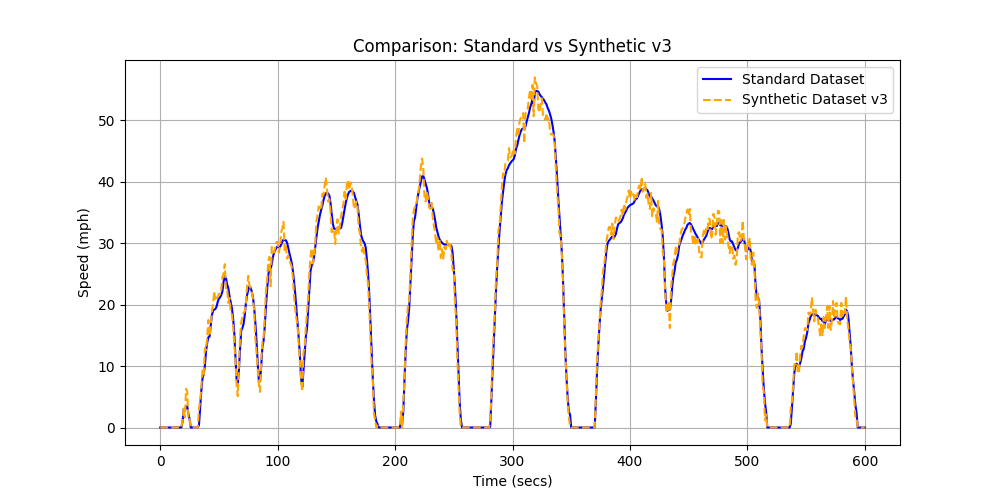 Comparison: Standard vs Synthetic v3
Standard Dataset
Synthetic Dataset v3
Speed (mph)
50
40
30
20
10
0
0 100 200 300 400 500 600
Time (secs)